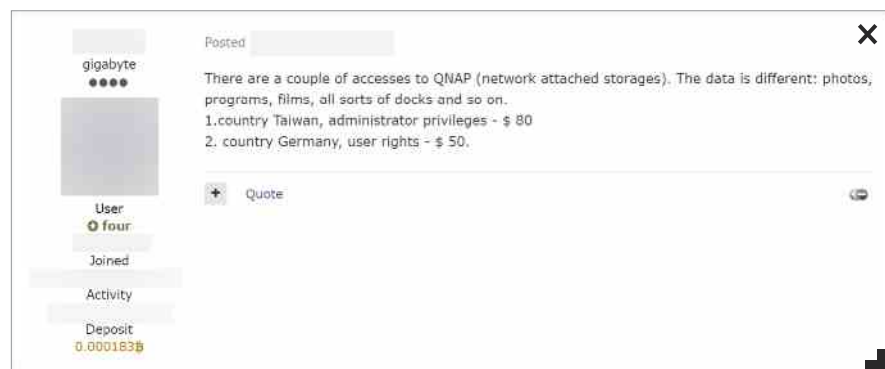 gigabyte
Posted
There are a couple of accesses to QNAP (network attached storages). The data is different: photos,
programs, films, all sorts of docks and so on.
1.country Taiwan, administrator privileges - $ 80
2. country Germany, user rights - $ 50.
+ Quote
User
four
Joined
Activity
Deposit
0.000183฿